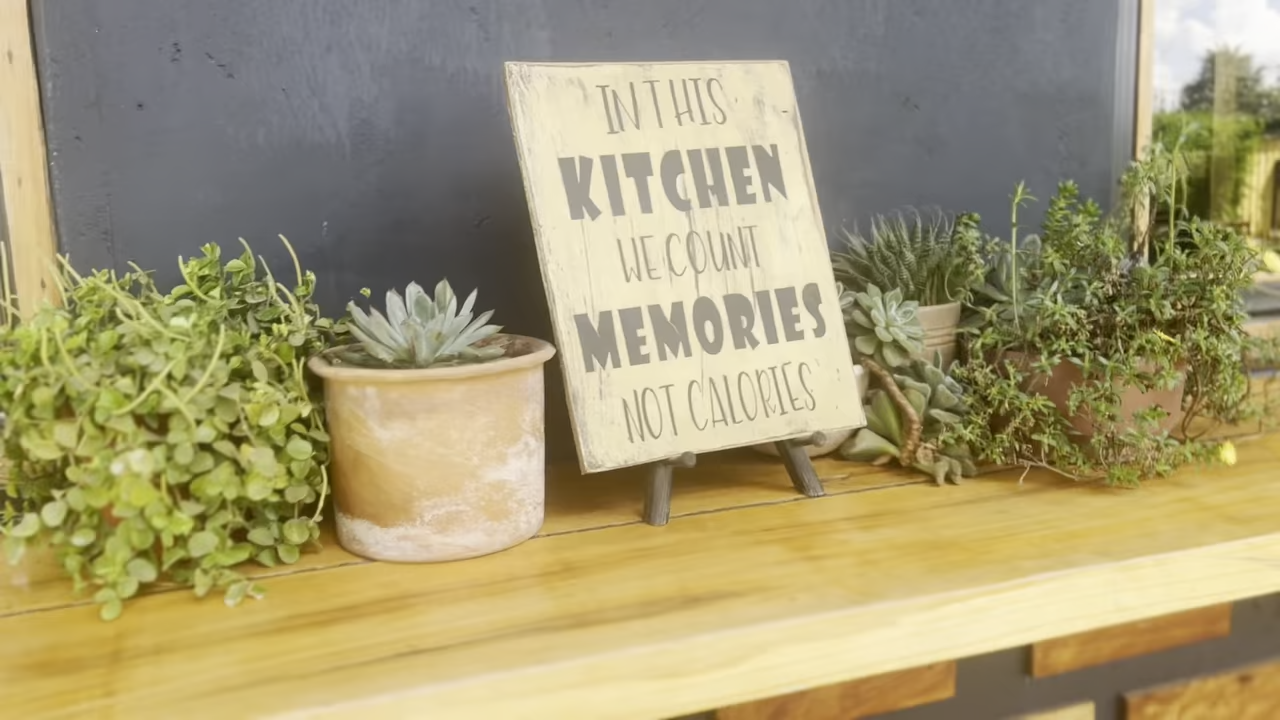 IN THIS
KITCHEN
WE COUNT
MEMORIES
NOT CALORIES